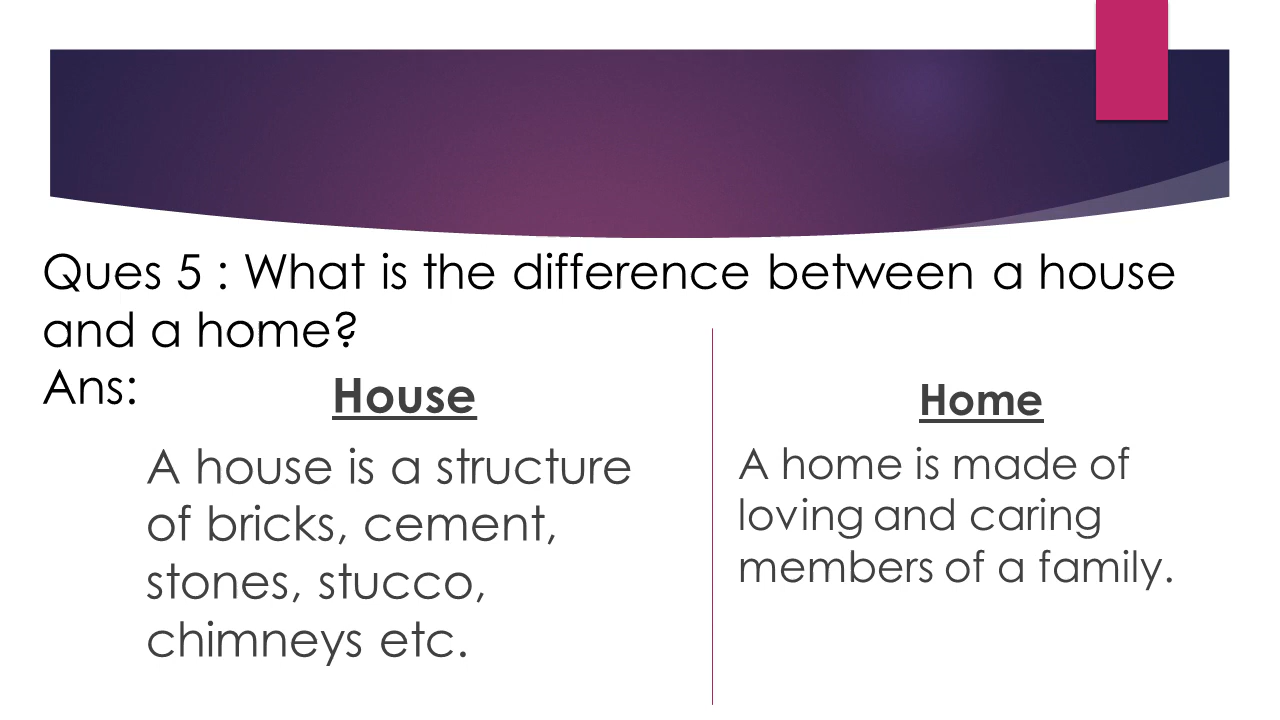 Ques 5 : What is the difference between a house
and a home?
Ans:
House
A house is a structure
of bricks, cement,
stones, stucco,
chimneys etc.
Home
A home is made of
loving and caring
members of a family.